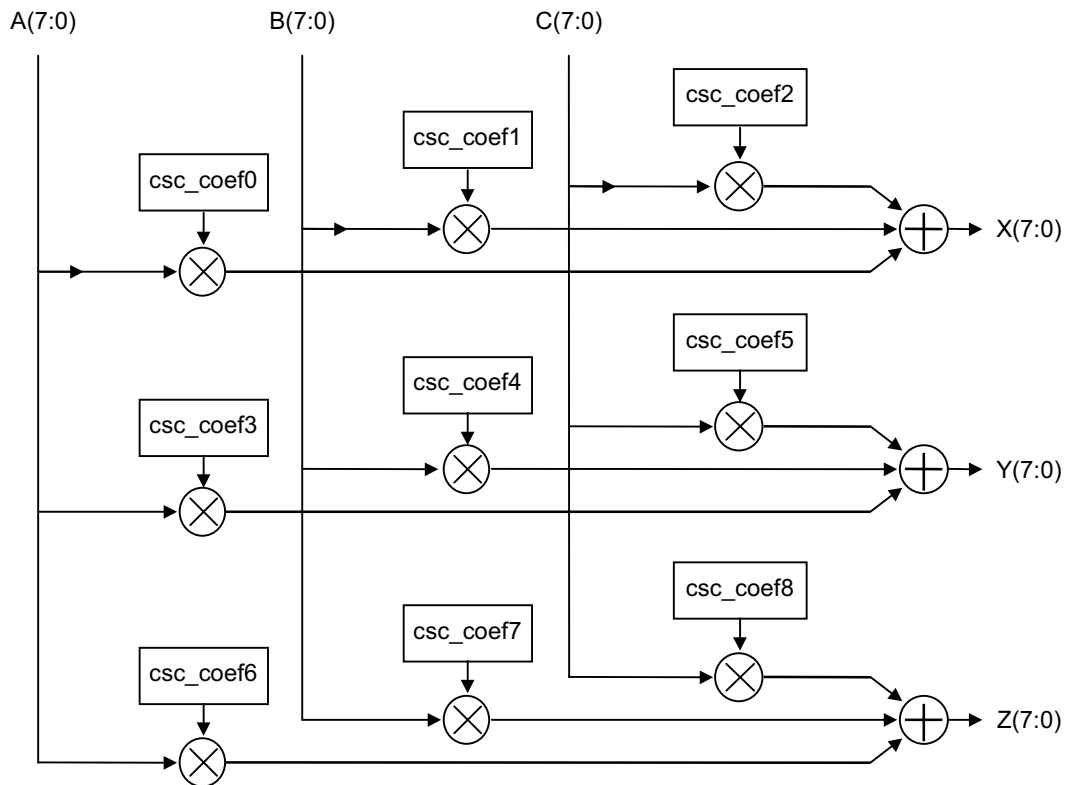 A(7:0) B(7:0) C(7:0)
csc_coef2
csc_coef1
csc_coef0
X(7:0)
csc_coef5
csc_coef4
csc_coef3
Y(7:0)
csc_coef8
csc_coef7
csc_coef6
Z(7:0)